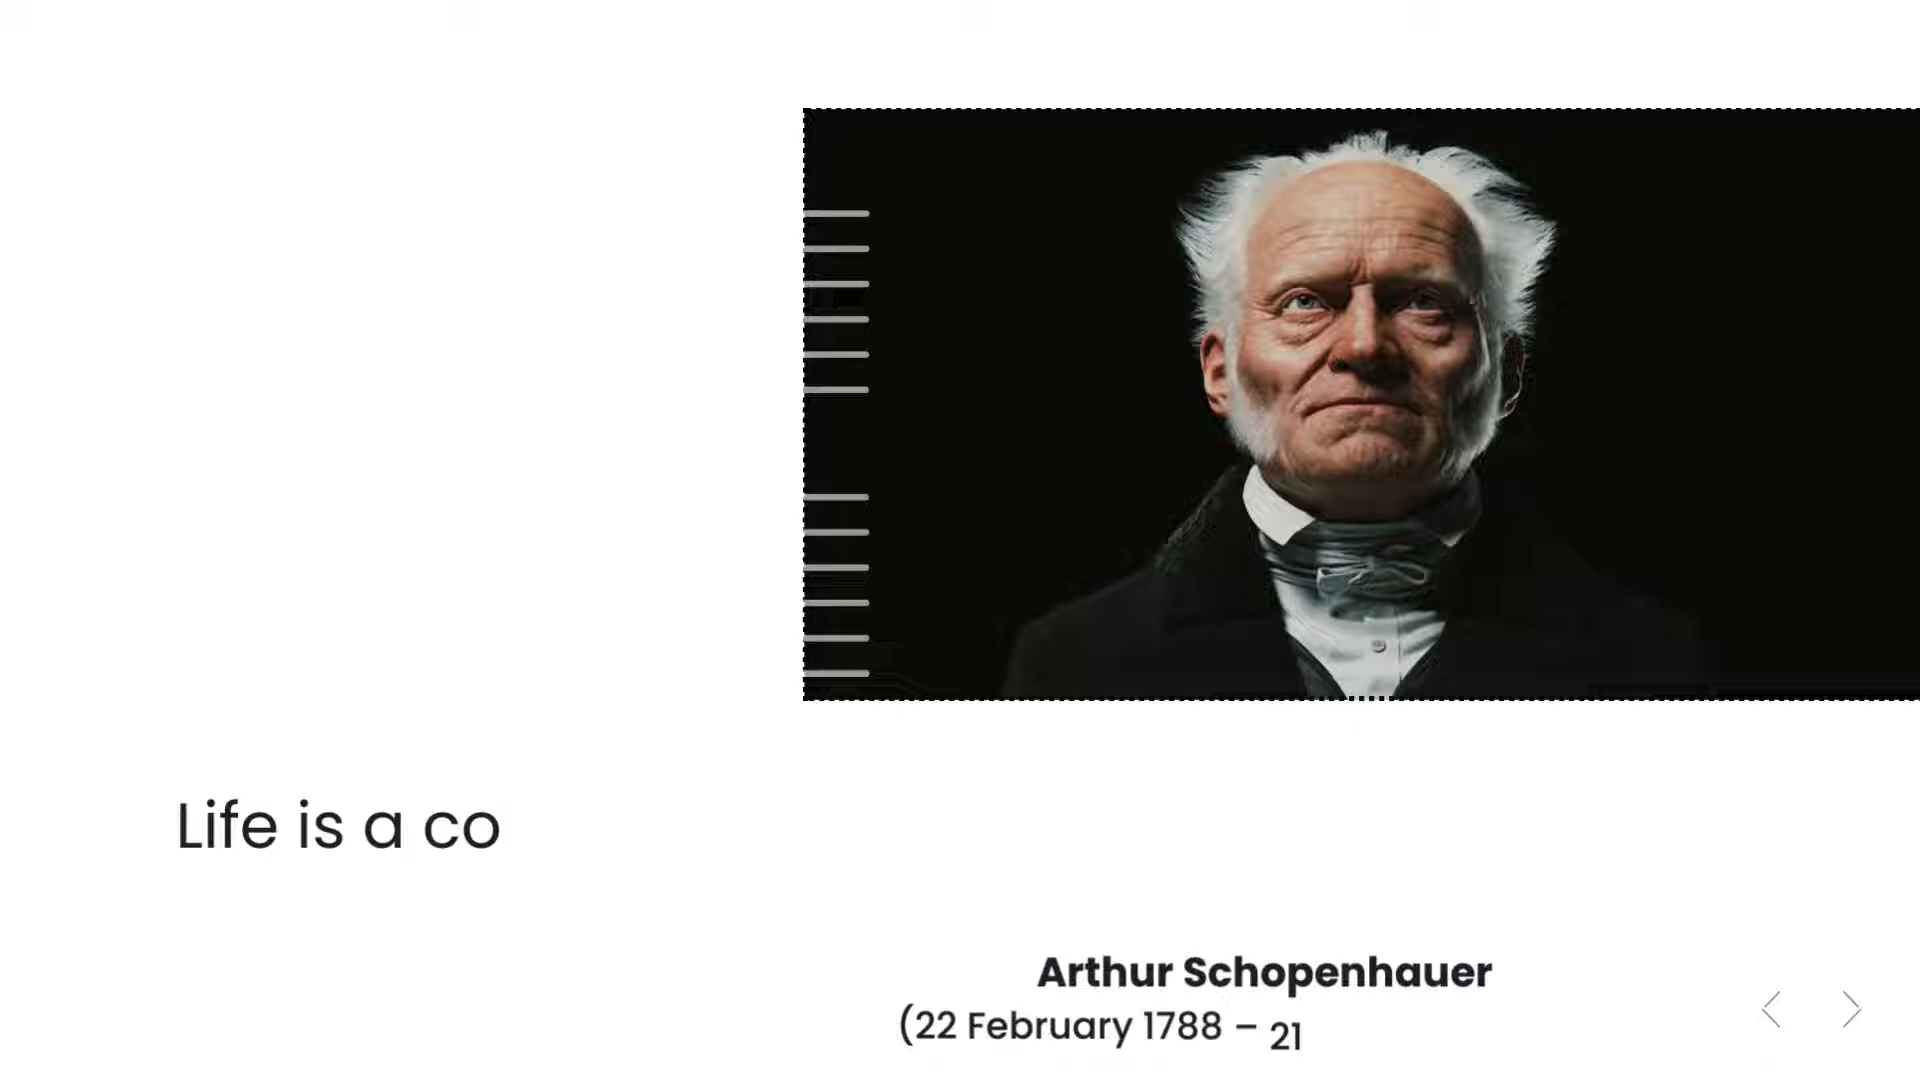 Life is a co
Arthur Schopenhauer
(22 February 1788 – 21